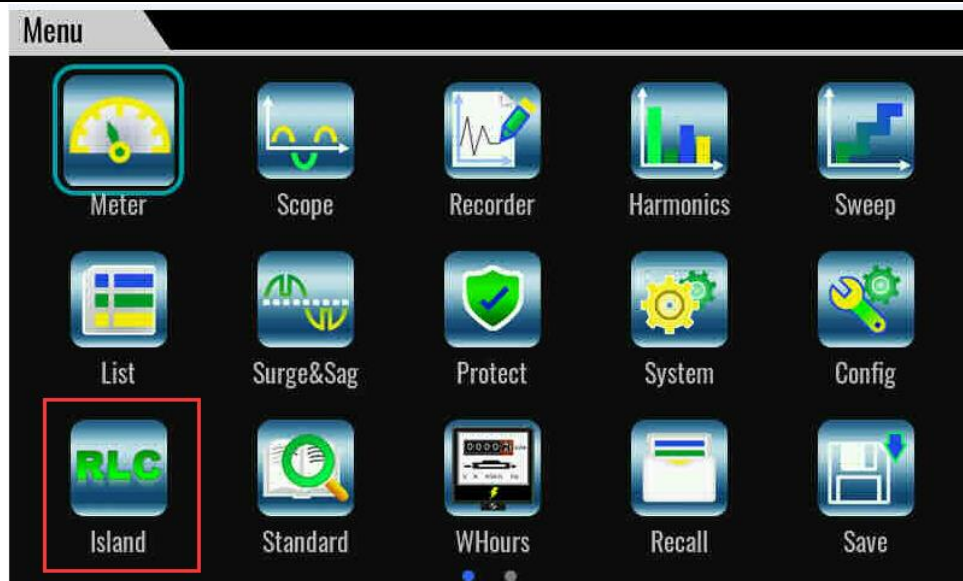 Menu
Meter Scope Recorder Harmonics Sweep
List Surge&Sag Protect System Config
RLC
Island Standard WHours Recall Save